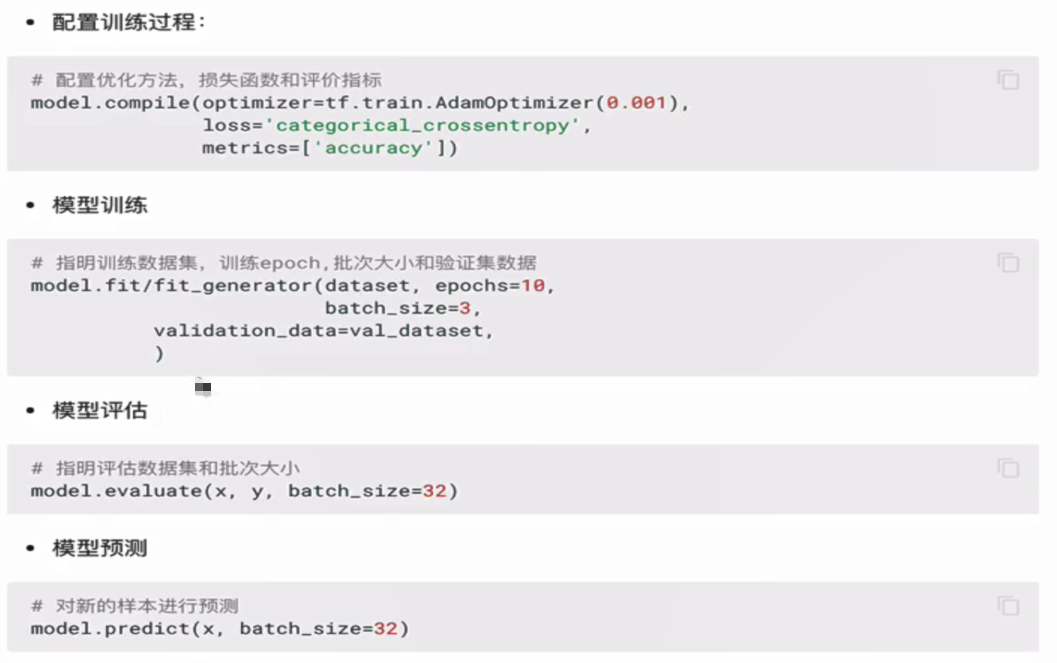 • 配置训练过程：
# 配置优化方法，损失函数和评价指标
model.compile(optimizer=tf.train.AdamOptimizer(0.001),
loss='categorical_crossentropy',
metrics=['accuracy'])
• 模型训练
# 指明训练数据集，训练epoch,批次大小和验证集数据
model.fit/fit_generator(dataset, epochs=10,
batch_size=3,
validation_data=val_dataset,
)
• 模型评估
# 指明评估数据集和批次大小
model.evaluate(x, y, batch_size=32)
• 模型预测
# 对新的样本进行预测
model.predict(x, batch_size=32)